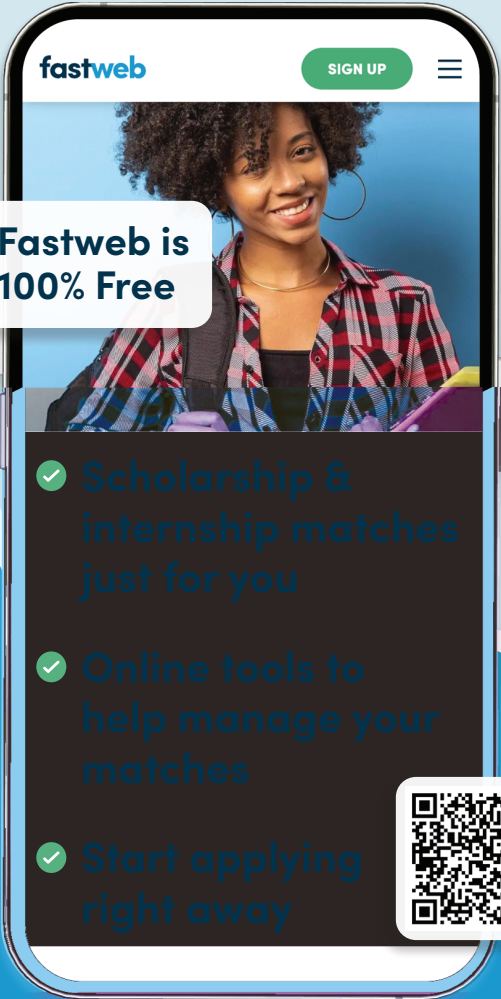 fastweb
SIGN UP
Fastweb is
100% Free
Scholarship &
internship matches
just for you
Online tools to
help manage your
matches
Start applying
right away